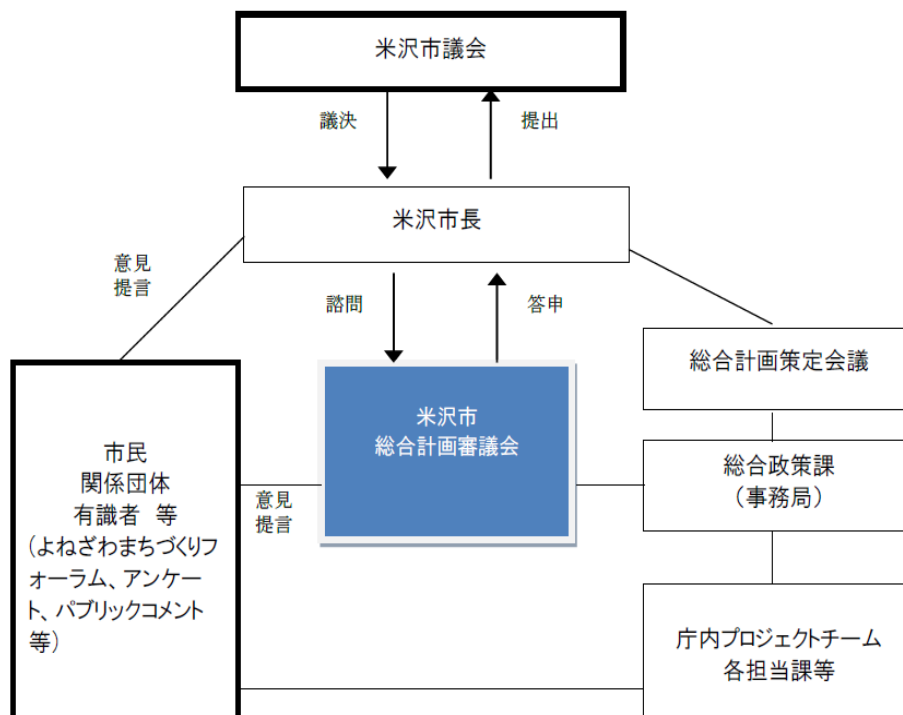 米沢市議会
議決
提出
米沢市長
意見
提言
諮問
答申
総合計画策定会議
米沢市
総合計画審議会
総合政策課
（事務局）
市民
関係団体
有識者　等
(よねざわまちづくりフ
ォーラム、アンケー
ト、パブリックコメント
等)
意見
提言
庁内プロジェクトチーム
各担当課等